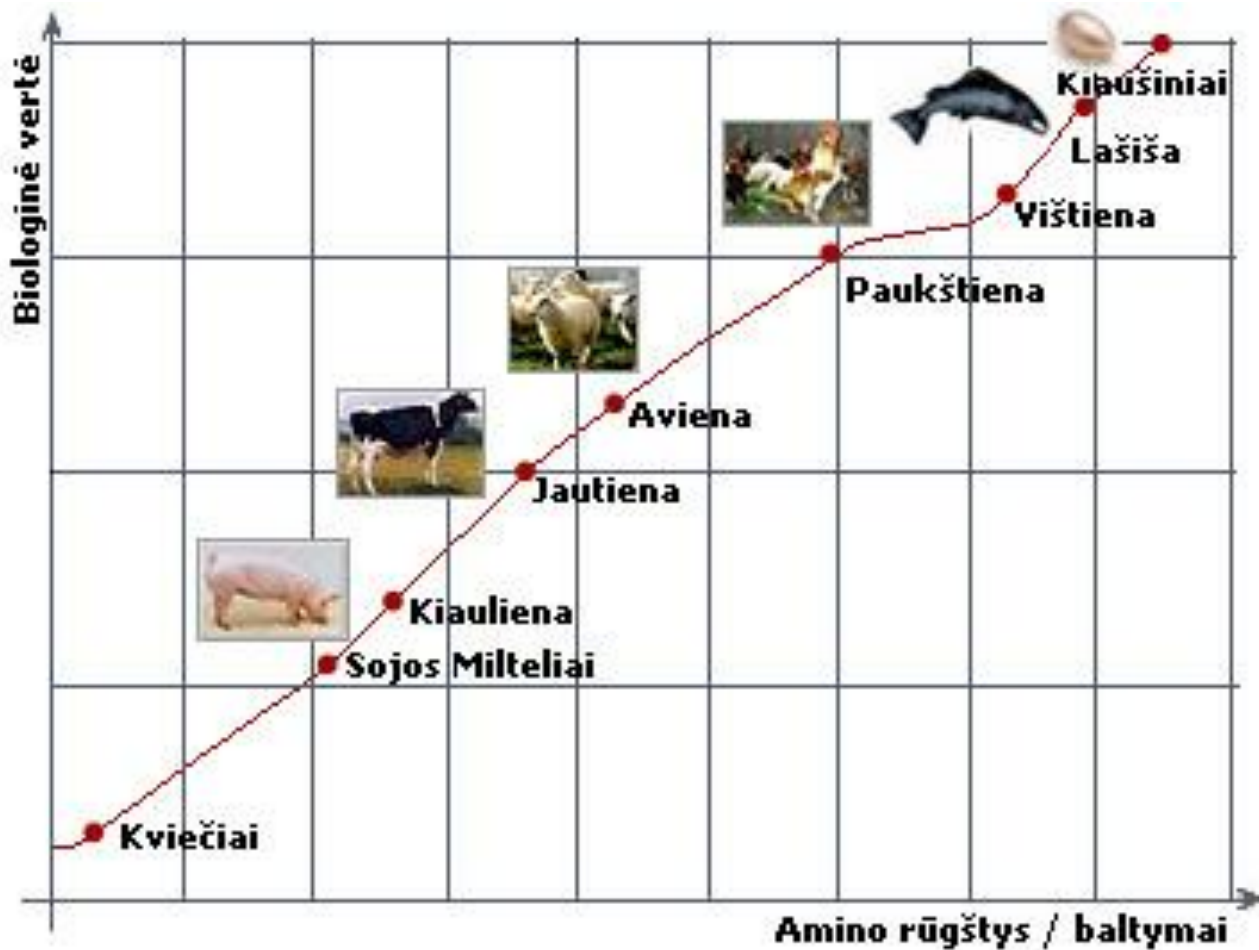 Biologinė vertė
Kiaušiniai
Lašiša
Vištiena
Paukštiena
Aviena
Jautiena
Kiauliena
Sojos Milteliai
Kviečiai
Amino rūgštys / baltymai